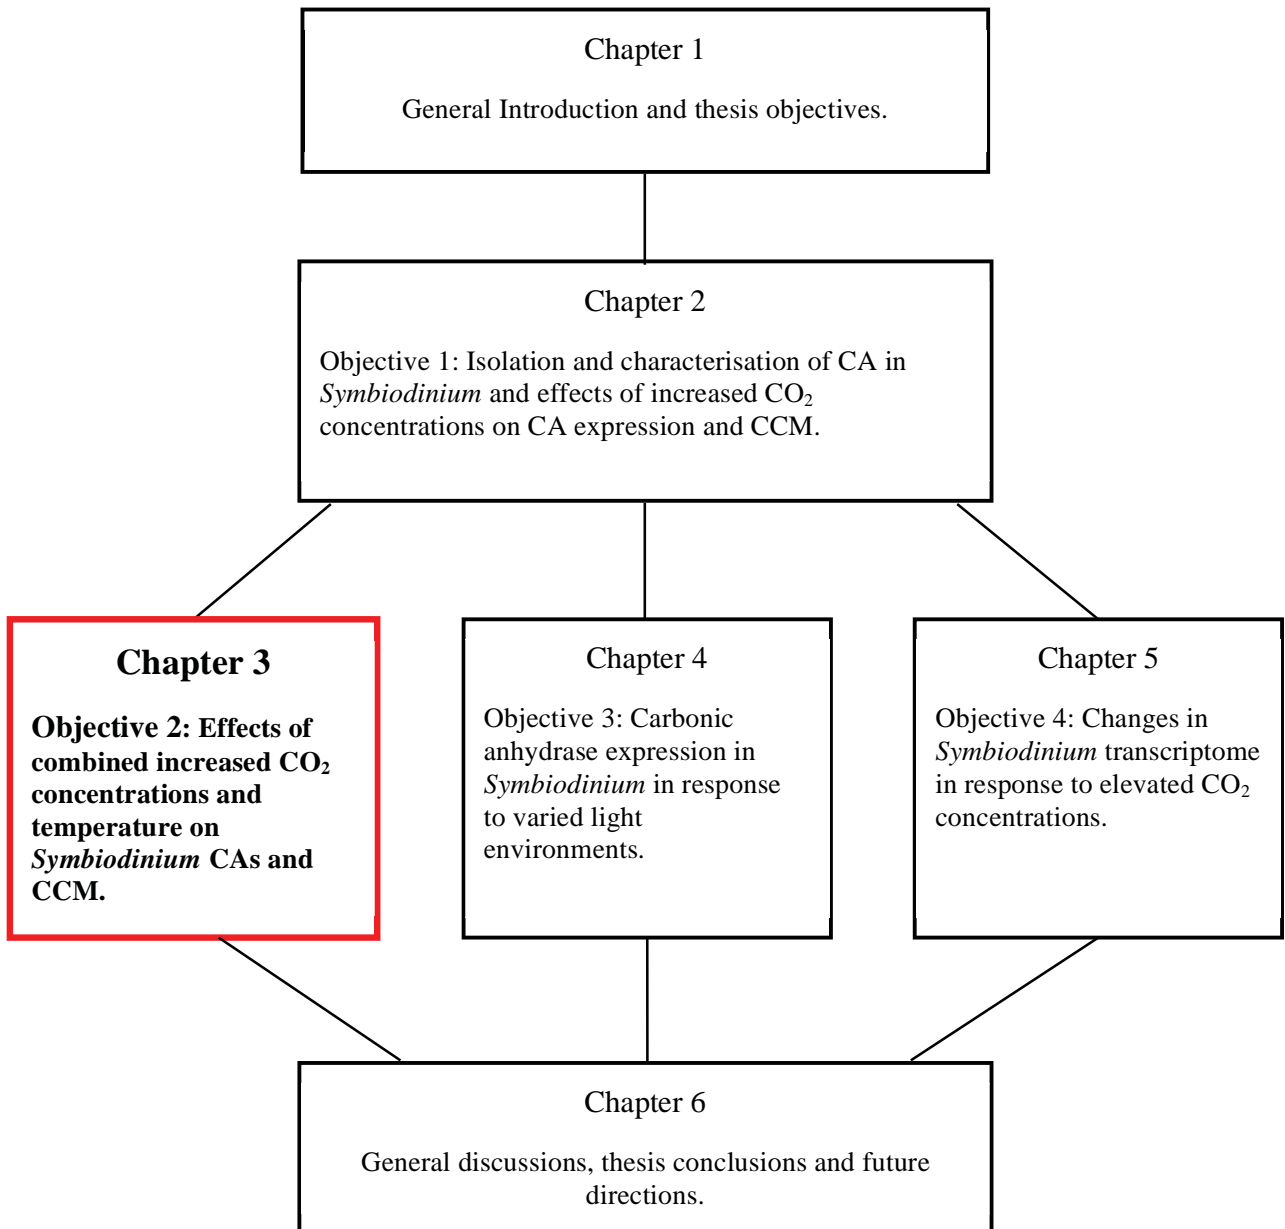 Chapter 1
General Introduction and thesis objectives.
Chapter 2
Objective 1: Isolation and characterisation of CA in
Symbiodinium and effects of increased CO₂
concentrations on CA expression and CCM.
Chapter 3
Objective 2: Effects of
combined increased CO₂
concentrations and
temperature on
Symbiodinium CAs and
CCM.
Chapter 4
Objective 3: Carbonic
anhydrase expression in
Symbiodinium in response
to varied light
environments.
Chapter 5
Objective 4: Changes in
Symbiodinium transcriptome
in response to elevated CO₂
concentrations.
Chapter 6
General discussions, thesis conclusions and future
directions.